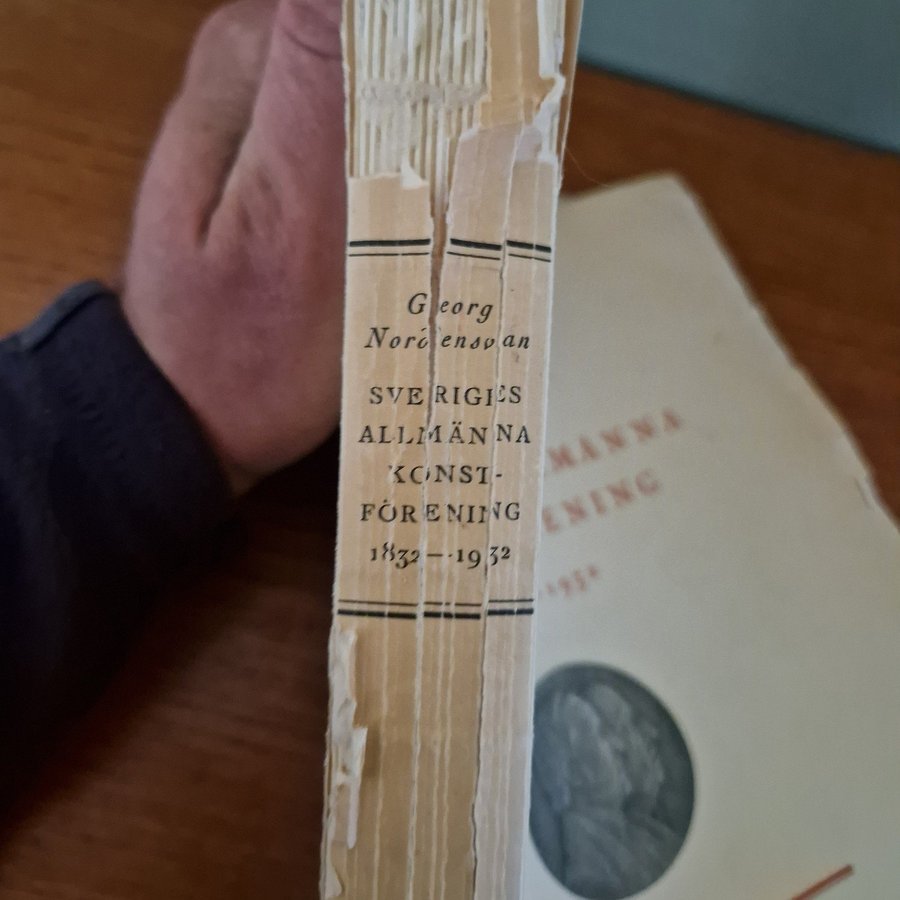 Georg
Nordensvan
SVERIGES
ALLMÄNNA
KONST-
FÖRENING
1832—1932